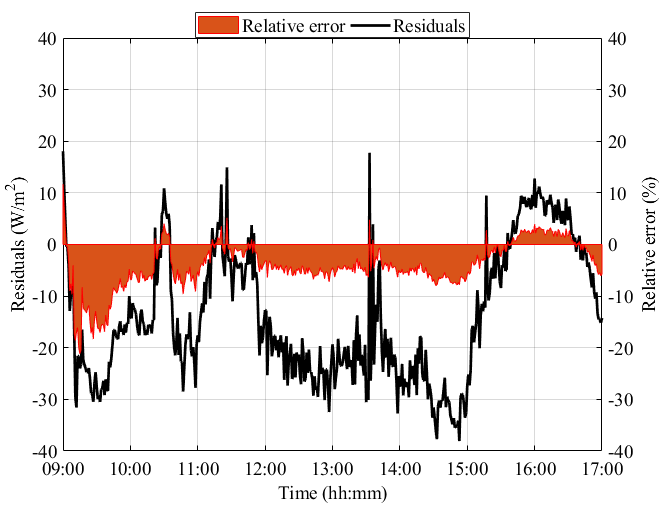 Relative error Residuals
40 40
30 30
20 20
10 10
0 0
-10 -10
-20 -20
-30 -30
-40 -40
09:00 10:00 11:00 12:00 13:00 14:00 15:00 16:00 17:00
Time (hh:mm)
Residuals (W/m²)
Relative error (%)